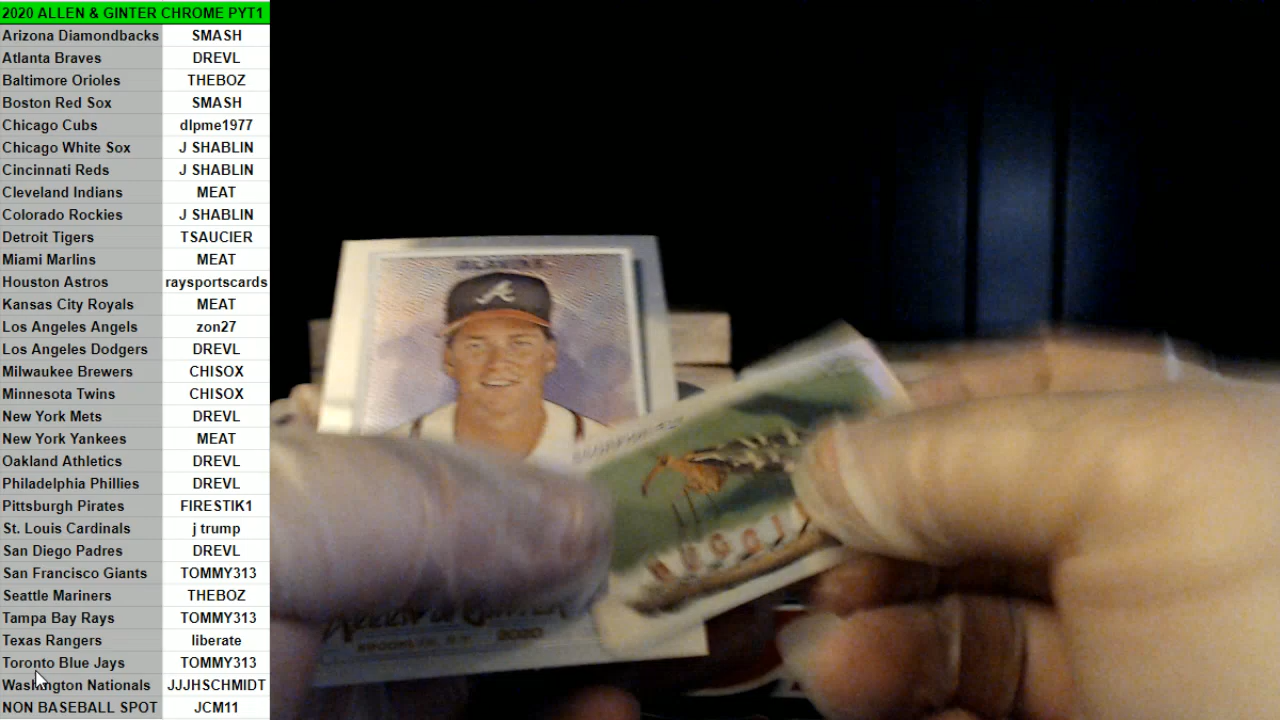 2020 ALLEN & GINTER CHROME PYT1
Arizona Diamondbacks SMASH
Atlanta Braves DREVL
Baltimore Orioles THEBOZ
Boston Red Sox SMASH
Chicago Cubs dlpme1977
Chicago White Sox J SHABLIN
Cincinnati Reds J SHABLIN
Cleveland Indians MEAT
Colorado Rockies J SHABLIN
Detroit Tigers TSAUCIER
Miami Marlins MEAT
Houston Astros raysportscards
Kansas City Royals MEAT
Los Angeles Angels zon27
Los Angeles Dodgers DREVL
Milwaukee Brewers CHISOX
Minnesota Twins CHISOX
New York Mets DREVL
New York Yankees MEAT
Oakland Athletics DREVL
Philadelphia Phillies DREVL
Pittsburgh Pirates FIRESTIK1
St. Louis Cardinals j trump
San Diego Padres DREVL
San Francisco Giants TOMMY313
Seattle Mariners THEBOZ
Tampa Bay Rays TOMMY313
Texas Rangers liberate
Toronto Blue Jays TOMMY313
Washington Nationals JJJHSCHMIDT
NON BASEBALL SPOT JCM11
A
Allen & Ginter
BROOKLYN, NY 2020